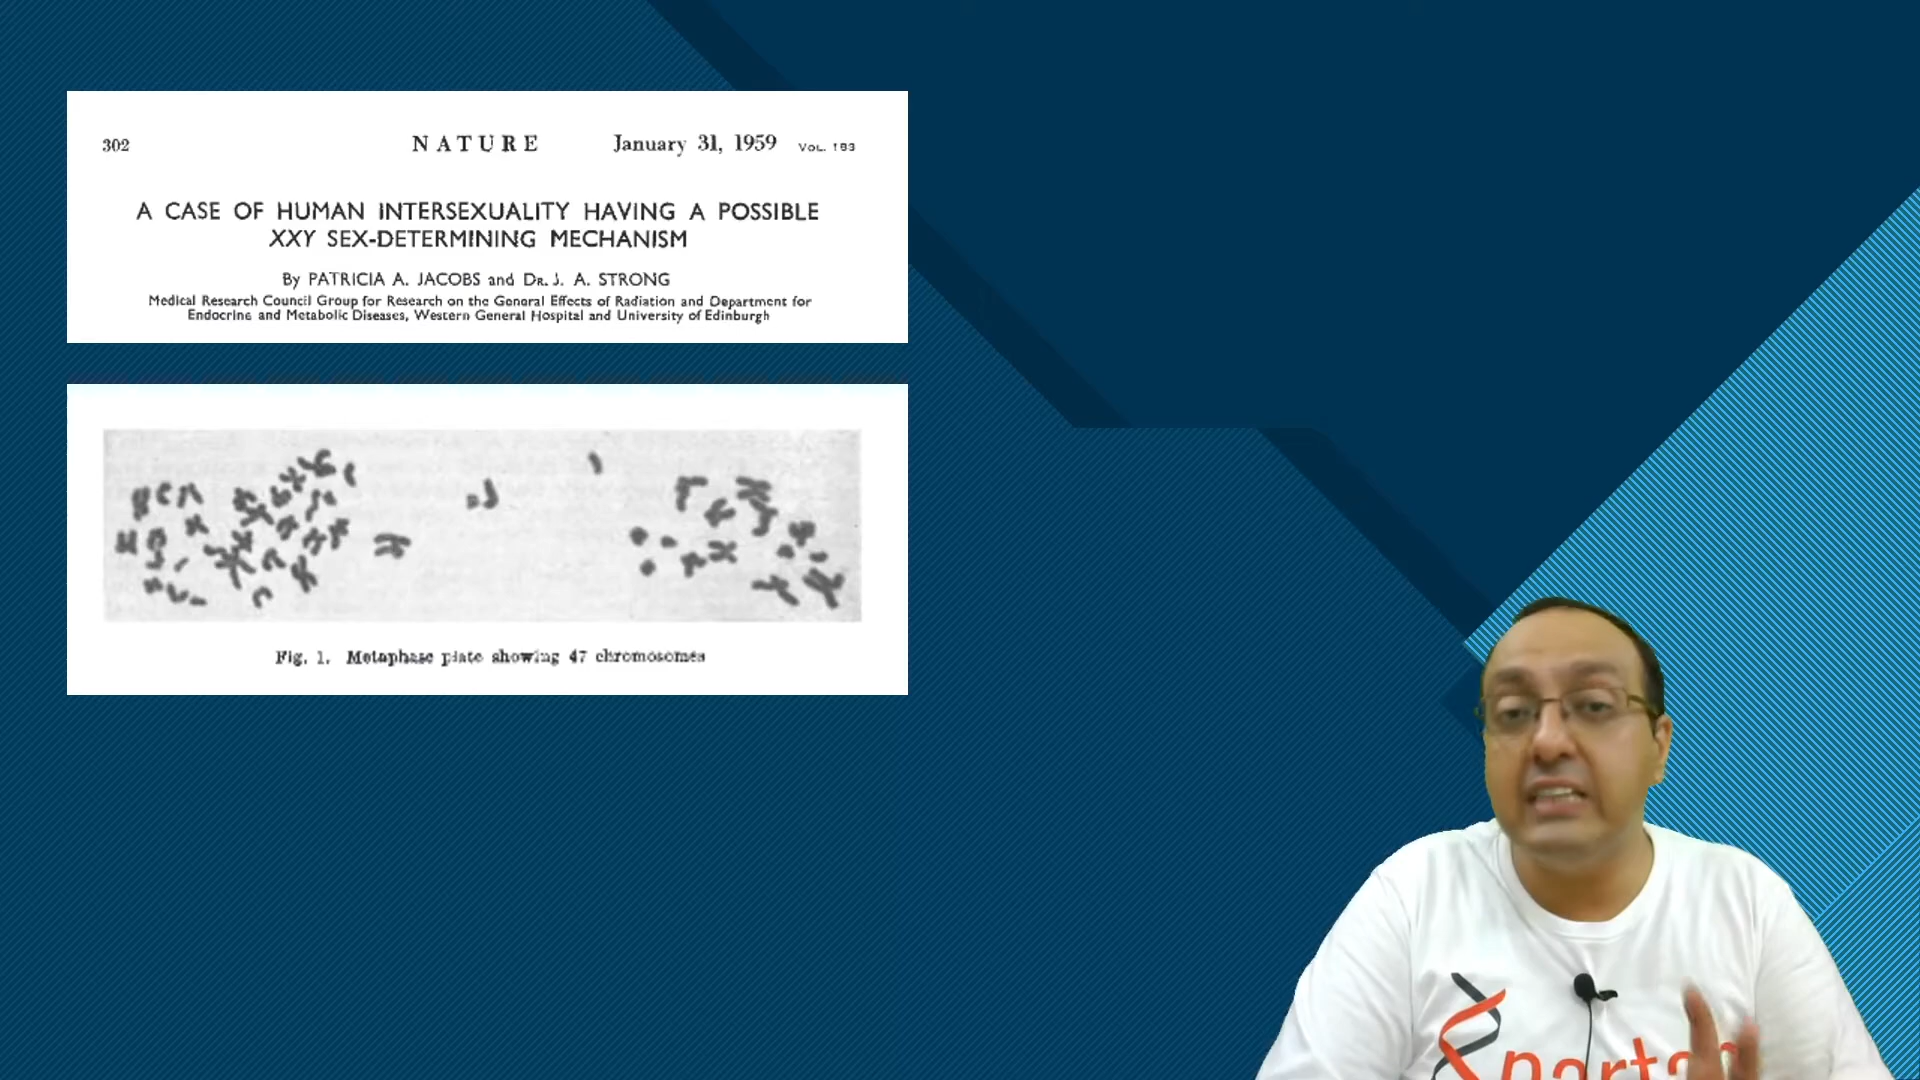 302 NATURE January 31, 1959 VOL. 183
A CASE OF HUMAN INTERSEXUALITY HAVING A POSSIBLE
XXY SEX-DETERMINING MECHANISM
By PATRICIA A. JACOBS and DR. J. A. STRONG
Medical Research Council Group for Research on the General Effects of Radiation and Department for
Endocrine and Metabolic Diseases, Western General Hospital and University of Edinburgh
Fig. 1. Metaphase plate showing 47 chromosomes